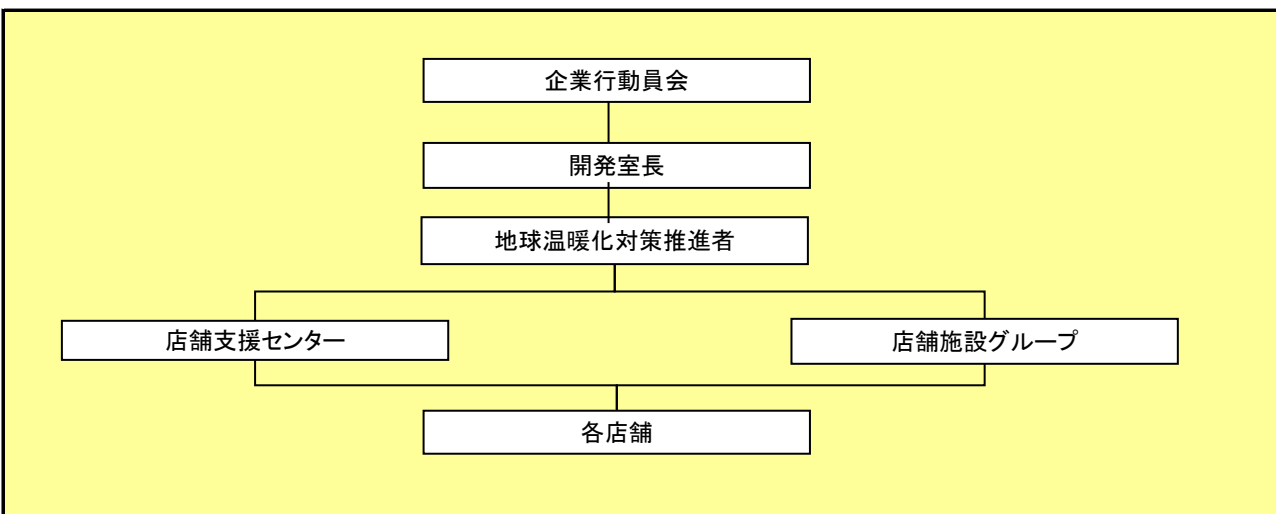 企業行動員会
開発室長
地球温暖化対策推進者
店舗支援センター
店舗施設グループ
各店舗